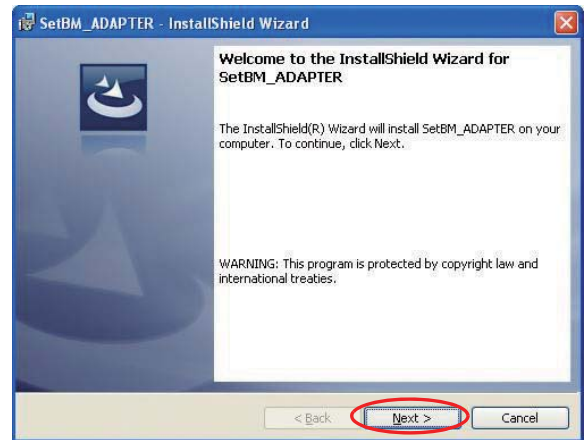 SetBM_ADAPTER - InstallShield Wizard
Welcome to the InstallShield Wizard for
SetBM_ADAPTER
The InstallShield(R) Wizard will install SetBM_ADAPTER on your
computer. To continue, click Next.
WARNING: This program is protected by copyright law and
international treaties.
< Back Next > Cancel